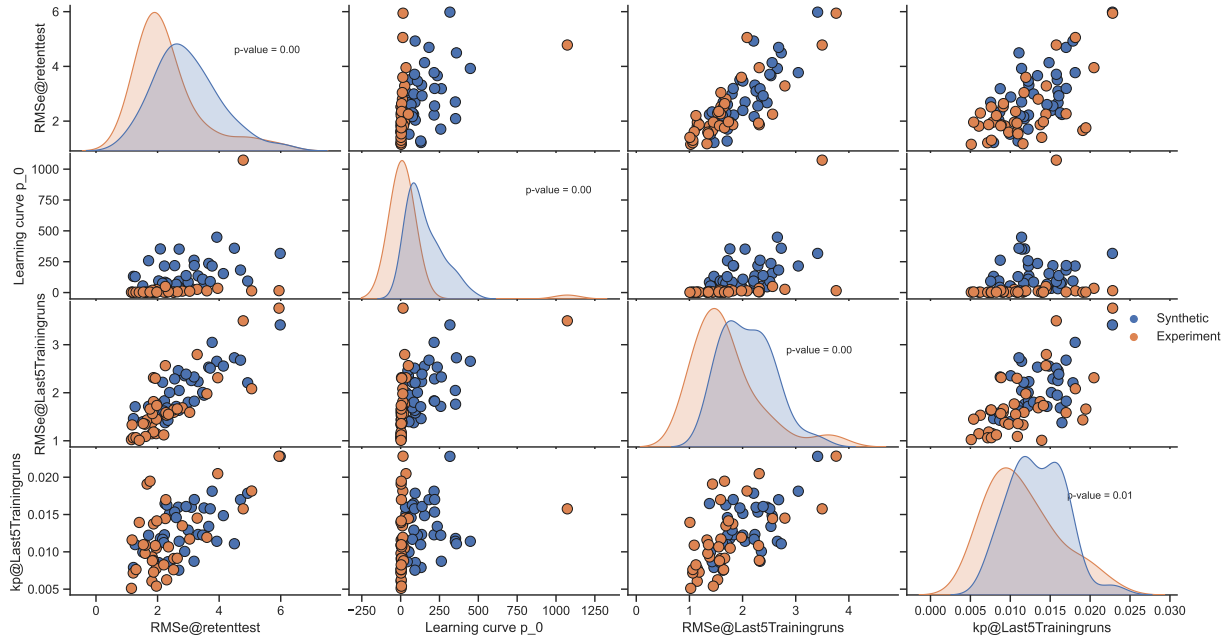 6
4
2
RMSe@retenttest
p-value = 0.00
1000
750
500
250
0
Learning curve p_0
p-value = 0.00
3
2
1
RMSe@Last5Trainingruns
p-value = 0.00
Synthetic
Experiment
0.020
0.015
0.010
0.005
kp@Last5Trainingruns
p-value = 0.01
0 2 4 6
−250 0 250 500 750 1000 1250
0 1 2 3 4
0.000 0.005 0.010 0.015 0.020 0.025 0.030
RMSe@retenttest
Learning curve p_0
RMSe@Last5Trainingruns
kp@Last5Trainingruns